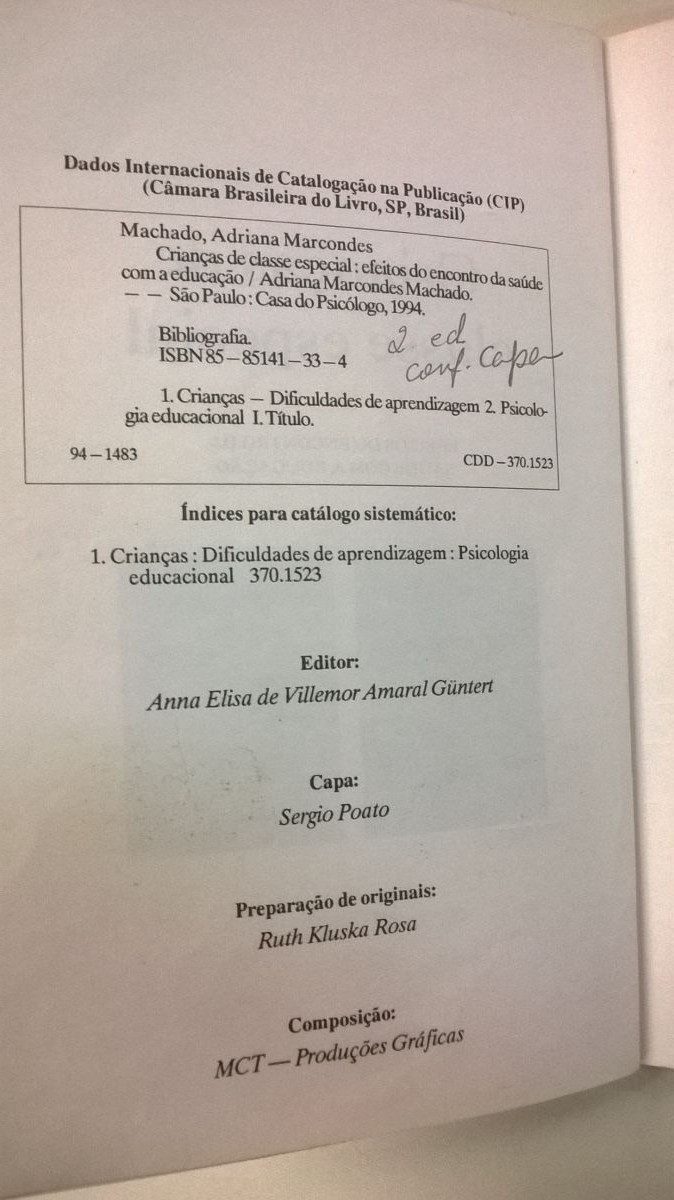 Dados Internacionais de Catalogação na Publicação (CIP)
(Câmara Brasileira do Livro, SP, Brasil)
Machado, Adriana Marcondes
Crianças de classe especial : efeitos do encontro da saúde
com a educação / Adriana Marcondes Machado.
— — São Paulo : Casa do Psicólogo, 1994.
Bibliografia.
ISBN 85-85141-33-4
2. ed
conf. capa
1. Crianças — Dificuldades de aprendizagem 2. Psicolo-
gia educacional I. Título.
94-1483
CDD-370.1523
Índices para catálogo sistemático:
1. Crianças : Dificuldades de aprendizagem : Psicologia
educacional 370.1523
Editor:
Anna Elisa de Villemor Amaral Güntert
Capa:
Sergio Poato
Preparação de originais:
Ruth Kluska Rosa
Composição:
MCT — Produções Gráficas